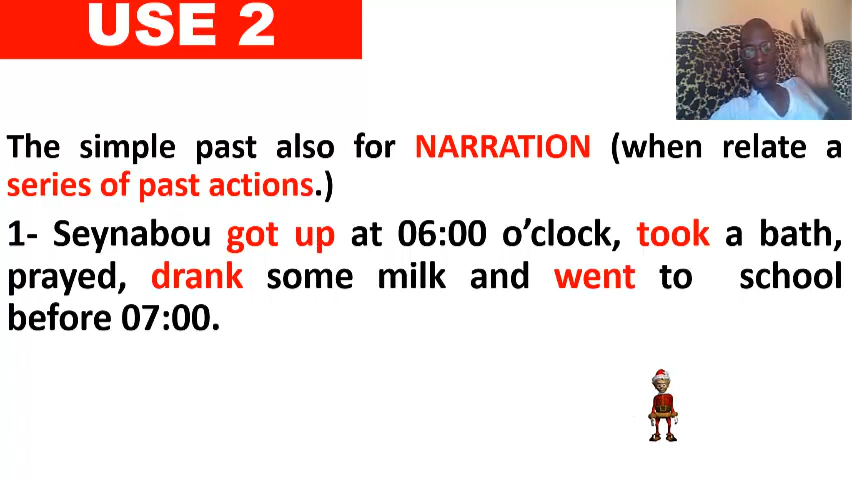 USE 2
The simple past also for NARRATION (when relate a
series of past actions.)
1- Seynabou got up at 06:00 o’clock, took a bath,
prayed, drank some milk and went to school
before 07:00.